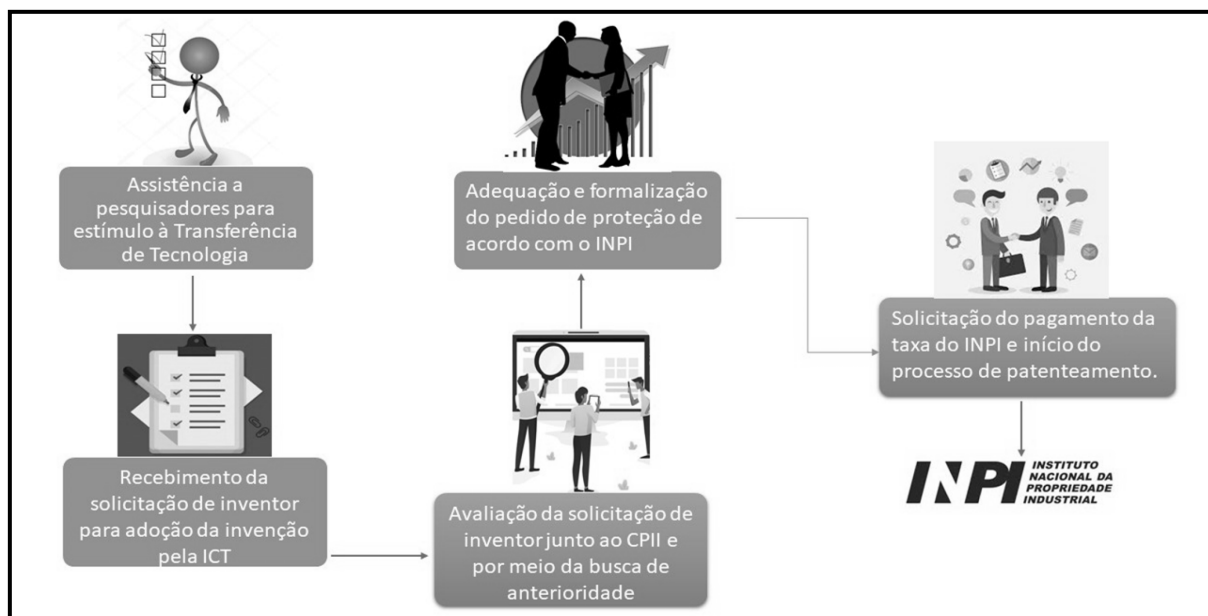 Assistência a
pesquisadores para
estímulo à Transferência
de Tecnologia
Recebimento da
solicitação de inventor
para adoção da invenção
pela ICT
Avaliação da solicitação de
inventor junto ao CPII e
por meio da busca de
anterioridade
Adequação e formalização
do pedido de proteção de
acordo com o INPI
Solicitação do pagamento da
taxa do INPI e início do
processo de patenteamento.
INPI
INSTITUTO
NACIONAL DA
PROPRIEDADE
INDUSTRIAL